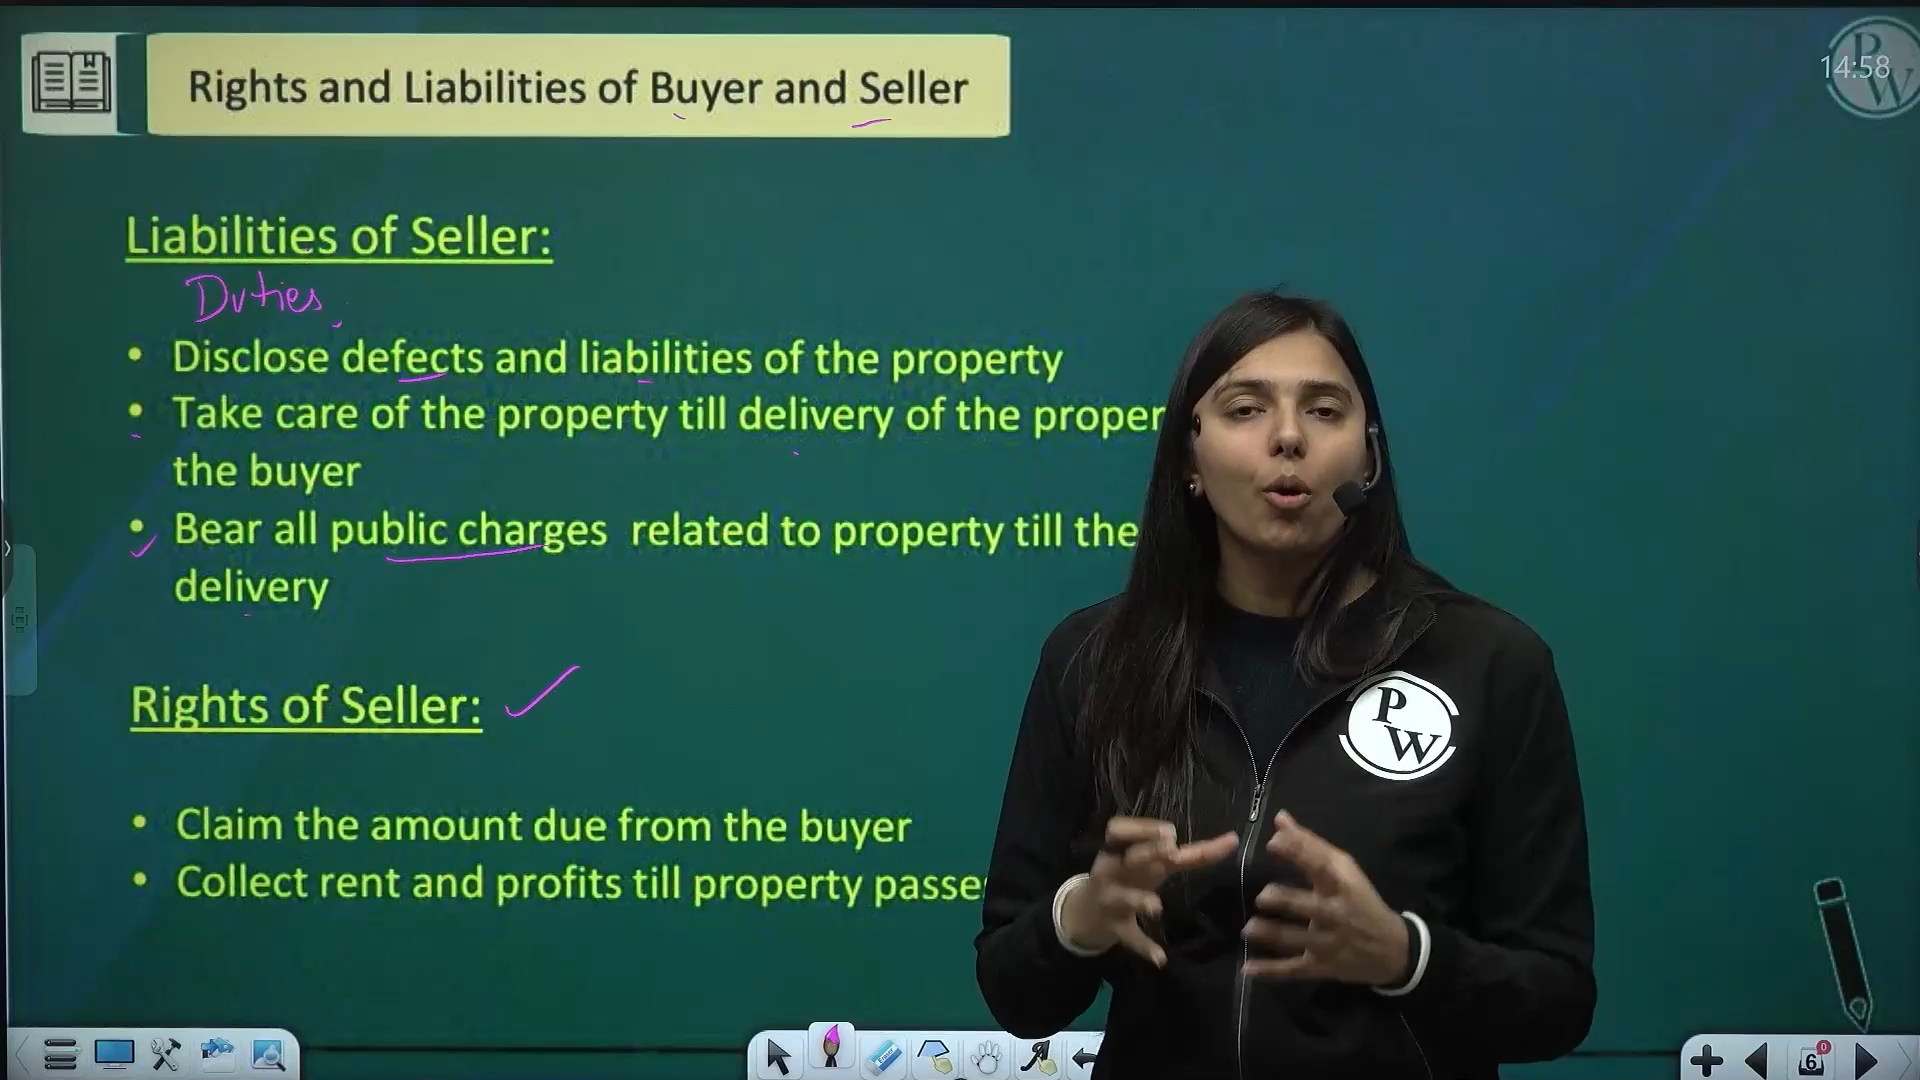 Rights and Liabilities of Buyer and Seller
14:58
P
W
Liabilities of Seller:
Duties
• Disclose defects and liabilities of the property
• Take care of the property till delivery of the proper
the buyer
• Bear all public charges related to property till the
delivery
Rights of Seller:
• Claim the amount due from the buyer
• Collect rent and profits till property passe
P
W
Eraser
A
6
0